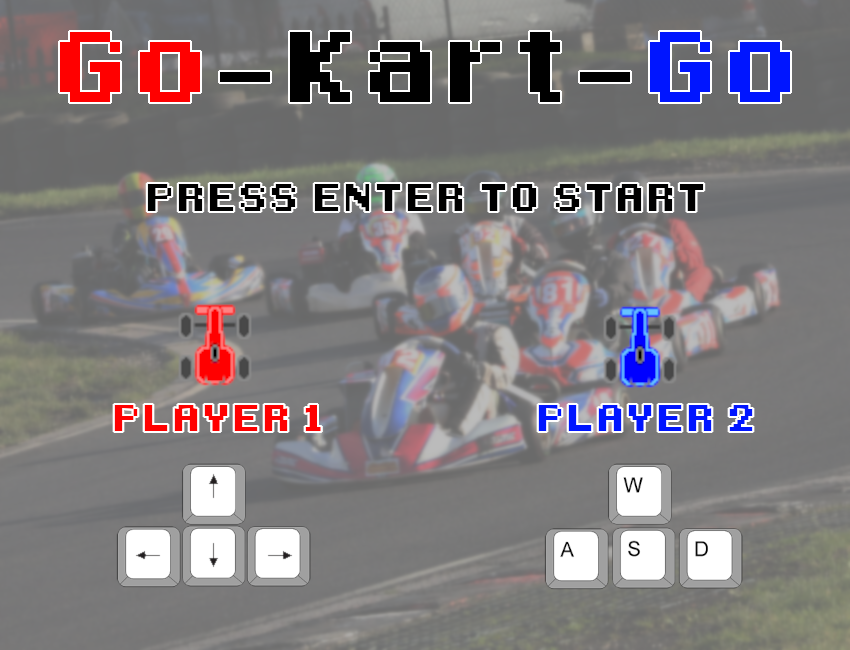 Go-Kart-Go
PRESS ENTER TO START
PLAYER 1 PLAYER 2
↑ W
← ↓ → A S D